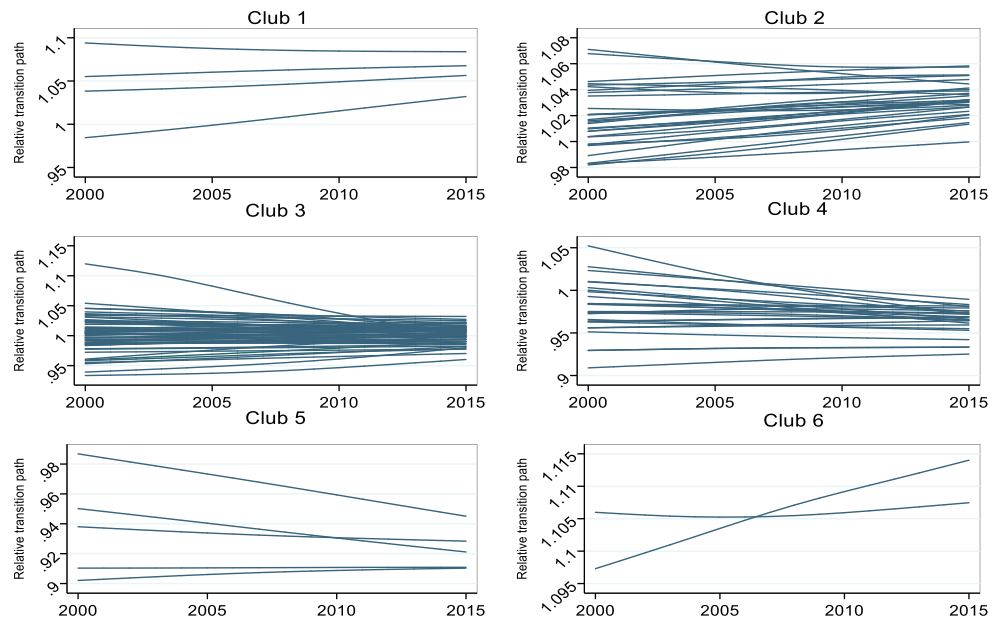 Club 1
Relative transition path
1.1
1.05
1
.95
2000 2005 2010 2015
Club 2
Relative transition path
1.08
1.06
1.04
1.02
1
.98
2000 2005 2010 2015
Club 3
Relative transition path
1.15
1.1
1.05
1
.95
2000 2005 2010 2015
Club 4
Relative transition path
1.05
1
.95
.9
2000 2005 2010 2015
Club 5
Relative transition path
.98
.96
.94
.92
.9
2000 2005 2010 2015
Club 6
Relative transition path
1.115
1.11
1.105
1.1
1.095
2000 2005 2010 2015